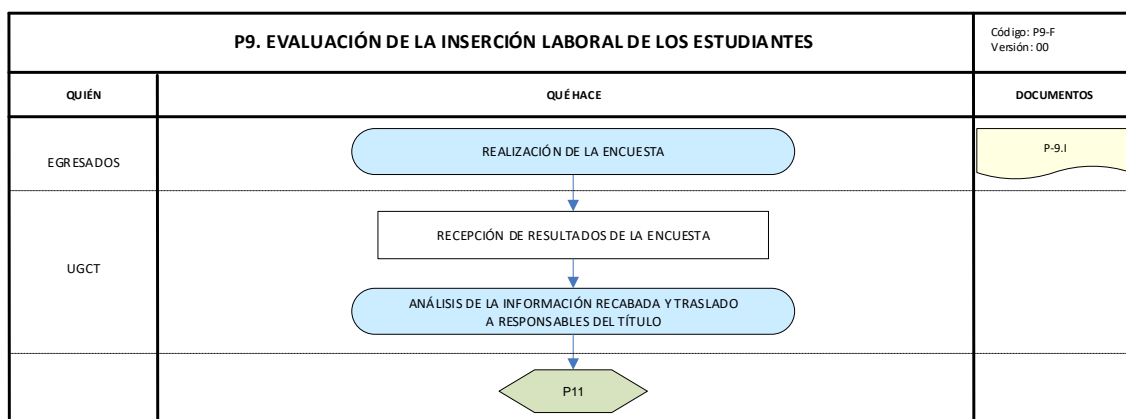 P9. EVALUACIÓN DE LA INSERCIÓN LABORAL DE LOS ESTUDIANTES
Código: P9-F
Versión: 00
QUIÉN
QUÉ HACE
DOCUMENTOS
EGRESADOS
REALIZACIÓN DE LA ENCUESTA
P-9.I
UGCT
RECEPCIÓN DE RESULTADOS DE LA ENCUESTA
ANÁLISIS DE LA INFORMACIÓN RECABADA Y TRASLADO
A RESPONSABLES DEL TÍTULO
P11